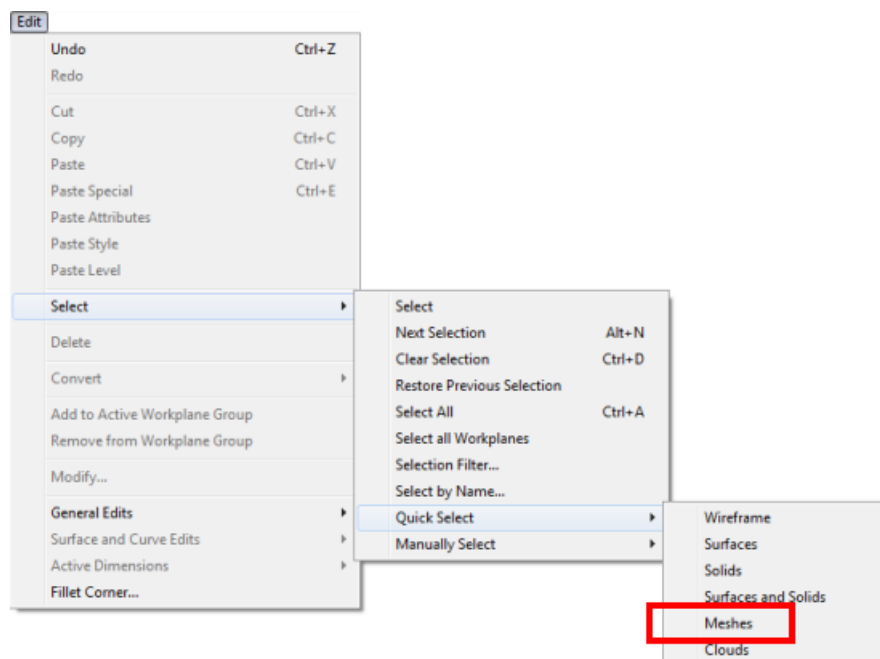 Edit
Undo Ctrl+Z
Redo
Cut Ctrl+X
Copy Ctrl+C
Paste Ctrl+V
Paste Special Ctrl+E
Paste Attributes
Paste Style
Paste Level
Select
Delete
Convert
Add to Active Workplane Group
Remove from Workplane Group
Modify...
General Edits
Surface and Curve Edits
Active Dimensions
Fillet Corner...
Select
Next Selection Alt+N
Clear Selection Ctrl+D
Restore Previous Selection
Select All Ctrl+A
Select all Workplanes
Selection Filter...
Select by Name...
Quick Select
Manually Select
Wireframe
Surfaces
Solids
Surfaces and Solids
Meshes
Clouds